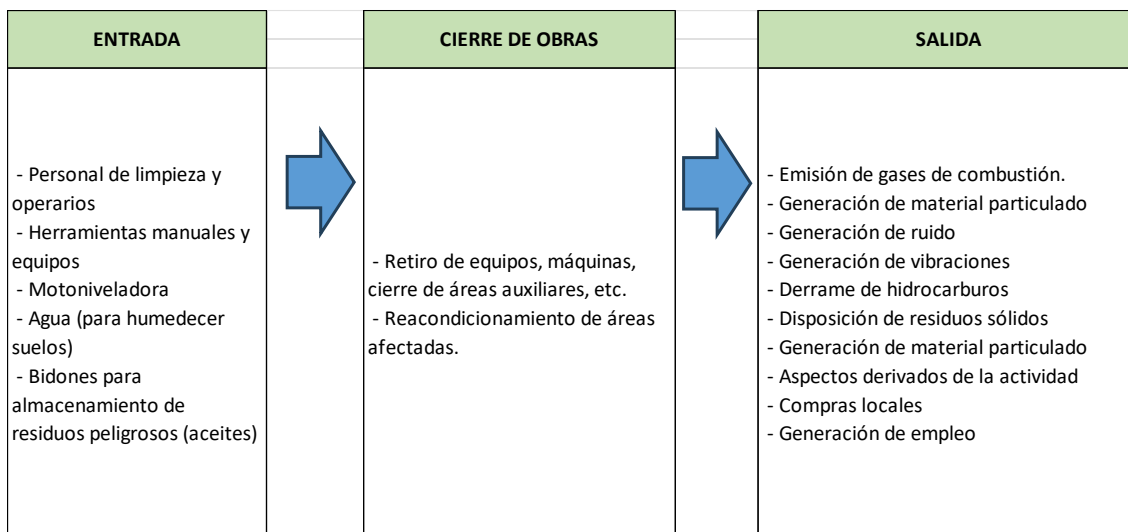 ENTRADA
- Personal de limpieza y
operarios
- Herramientas manuales y
equipos
- Motoniveladora
- Agua (para humedecer
suelos)
- Bidones para
almacenamiento de
residuos peligrosos (aceites)
CIERRE DE OBRAS
- Retiro de equipos, máquinas,
cierre de áreas auxiliares, etc.
- Reacondicionamiento de áreas
afectadas.
SALIDA
- Emisión de gases de combustión.
- Generación de material particulado
- Generación de ruido
- Generación de vibraciones
- Derrame de hidrocarburos
- Disposición de residuos sólidos
- Generación de material particulado
- Aspectos derivados de la actividad
- Compras locales
- Generación de empleo